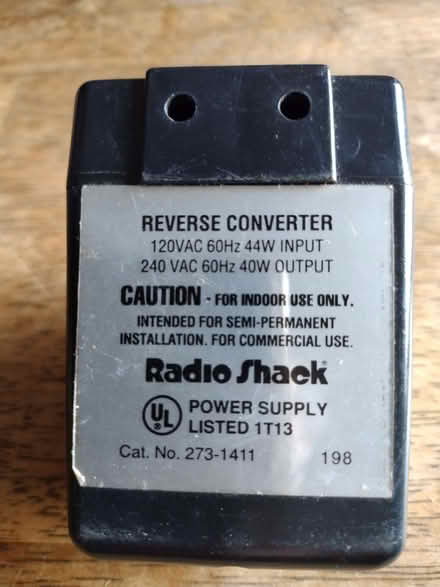 REVERSE CONVERTER
120VAC 60Hz 44W INPUT
240 VAC 60Hz 40W OUTPUT
CAUTION - FOR INDOOR USE ONLY.
INTENDED FOR SEMI-PERMANENT
INSTALLATION. FOR COMMERCIAL USE.
Radio Shack
UL POWER SUPPLY
LISTED 1T13
Cat. No. 273-1411 198